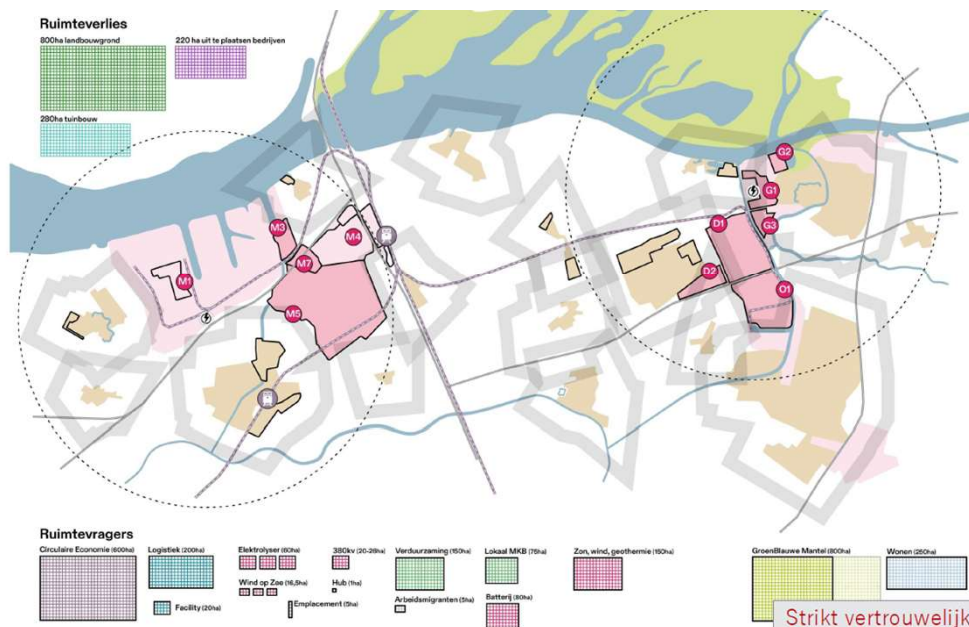 Ruimteverlies
800ha landbouwgrond
220 ha uit te plaatsen bedrijven
280ha tuinbouw
G2
G1
G3
D1
D2
O1
M3
M4
M7
M1
M5
Ruimtevragers
Circulaire Economie (600ha)
Logistiek (200ha)
Elektrolyser (60ha)
380kv (20-26ha)
Verduurzaming (150ha)
Lokaal MKB (75ha)
Zon, wind, geothermie (150ha)
GroenBlauwe Mantel (800ha)
Wonen (250ha)
Wind op Zee (16,5ha)
Hub (1ha)
Facility (20ha)
Emplacement (5ha)
Arbeidsmigranten (5ha)
Batterij (80ha)
Strikt vertrouwelijk